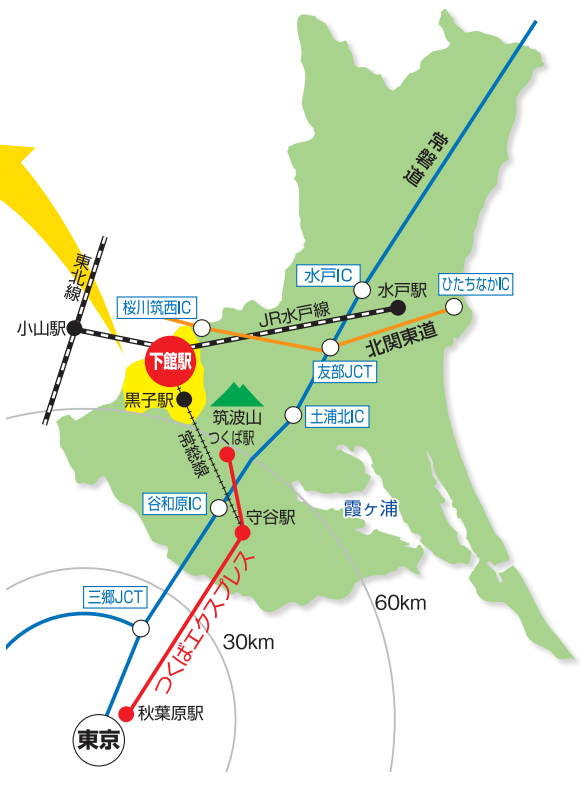 常磐道
東北線
水戸IC
ひたちなかIC
水戸駅
桜川筑西IC
JR水戸線
小山駅
北関東道
下館駅
友部JCT
黒子駅
筑波山
土浦北IC
つくば駅
常総線
谷和原IC
守谷駅
霞ヶ浦
つくばエクスプレス
三郷JCT
60km
30km
秋葉原駅
東京